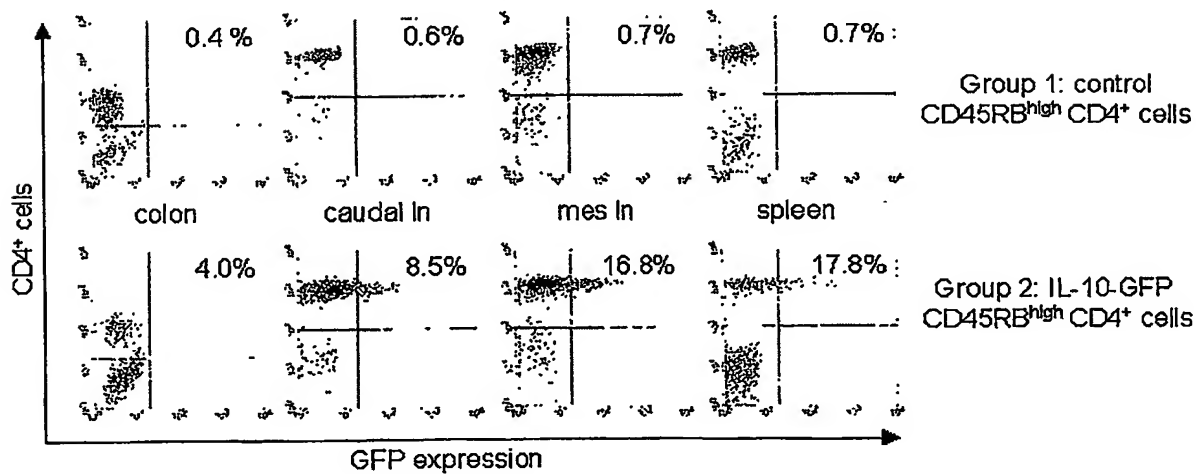 0.4 %
0.6%
0.7%
0.7%
Group 1: control
CD45RBhigh CD4+ cells
colon
caudal ln
mes ln
spleen
CD4+ cells
4.0%
8.5%
16.8%
17.8%
Group 2: IL-10-GFP
CD45RBhigh CD4+ cells
GFP expression